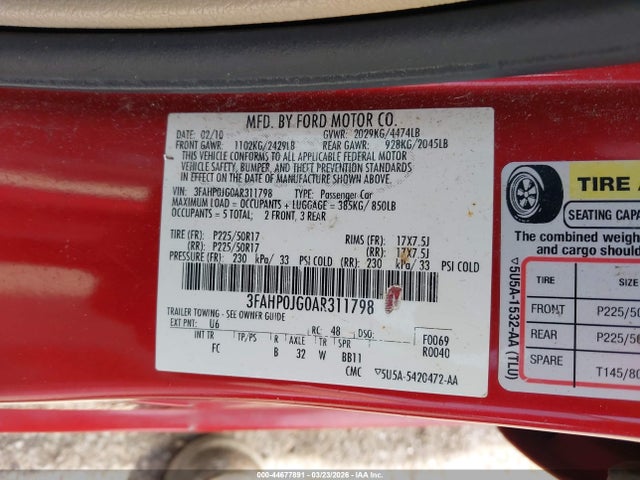 MFD. BY FORD MOTOR CO.
DATE: 02/10 GVWR: 2029KG/4474LB
FRONT GAWR: 1102KG/2429LB REAR GAWR: 928KG/2045LB
THIS VEHICLE CONFORMS TO ALL APPLICABLE FEDERAL MOTOR
VEHICLE SAFETY, BUMPER, AND THEFT PREVENTION STANDARDS
IN EFFECT ON THE DATE OF MANUFACTURE SHOWN ABOVE.
VIN: 3FAHP0JG0AR311798 TYPE: Passenger Car
MAXIMUM LOAD = OCCUPANTS + LUGGAGE = 385KG/ 850LB
OCCUPANTS = 5 TOTAL: 2 FRONT, 3 REAR
TIRE (FR): P225/50R17 RIMS (FR): 17X7.5J
(RR): P225/50R17 (RR): 17X7.5J
PRESSURE (FR): 230 kPa/ 33 PSI COLD (RR): 230 kPa/ 33 PSI COLD
3FAHP0JG0AR311798
TRAILER TOWING - SEE OWNER GUIDE
EXT PNT: U6 RC: 48 DSO: F0069
INT TR TP/PS R AXLE TR SPR R0040
FC B 32 W BB11
CMC ▽5U5A-5420472-AA
TIRE A
SEATING CAPACI
The combined weigh
and cargo should
TIRE SIZE
FRONT P225/50
REAR P225/50
SPARE T145/80
▽5U5A-1532-AA (TLU)
000-44677891 - 03/23/2026 - IAAI.COM